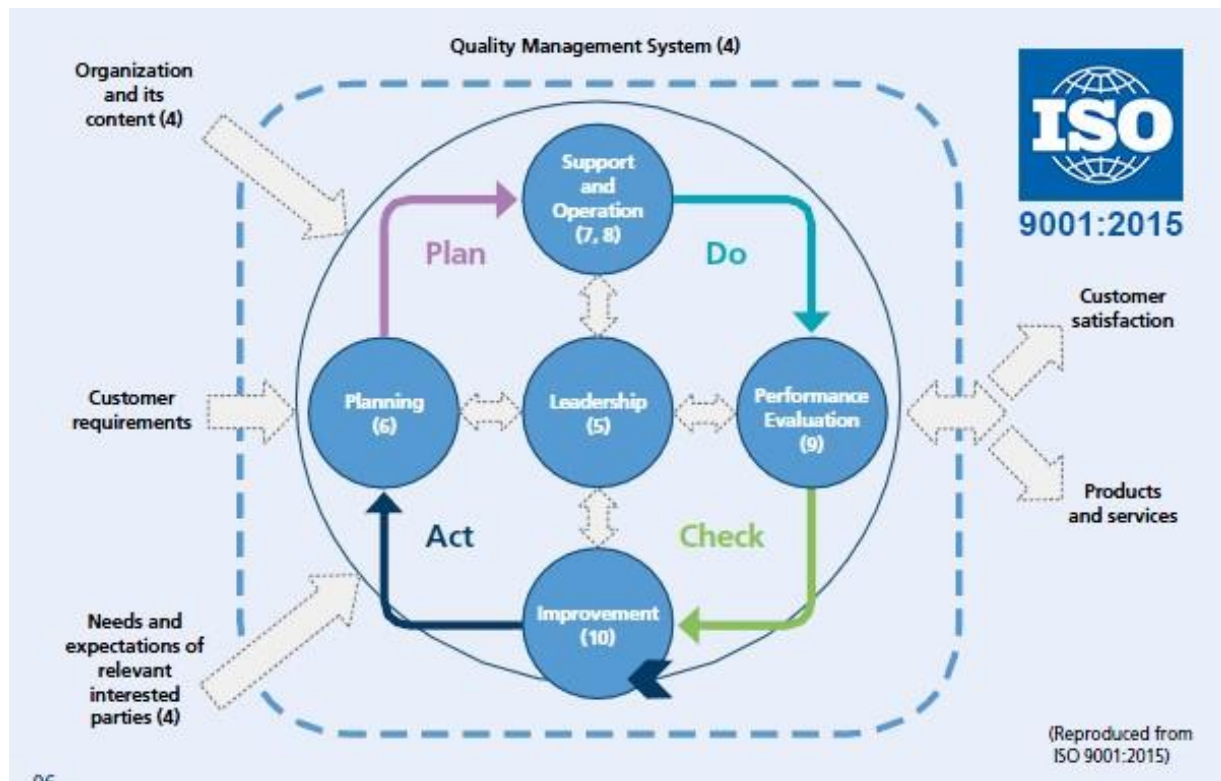 Quality Management System (4)
Organization
and its
content (4)
ISO
9001:2015
Support
and
Operation
(7, 8)
Plan
Do
Customer
satisfaction
Customer
requirements
Planning
(6)
Leadership
(5)
Performance
Evaluation
(9)
Products
and services
Act
Check
Improvement
(10)
Needs and
expectations of
relevant
interested
parties (4)
(Reproduced from
ISO 9001:2015)